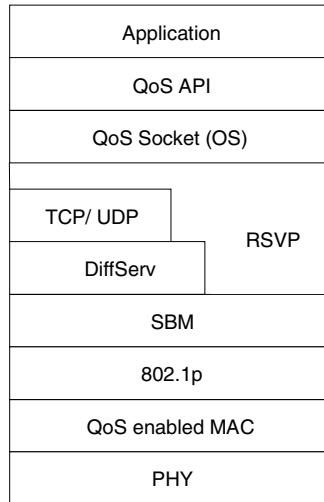 Application
QoS API
QoS Socket (OS)
TCP/ UDP
RSVP
DiffServ
SBM
802.1p
QoS enabled MAC
PHY